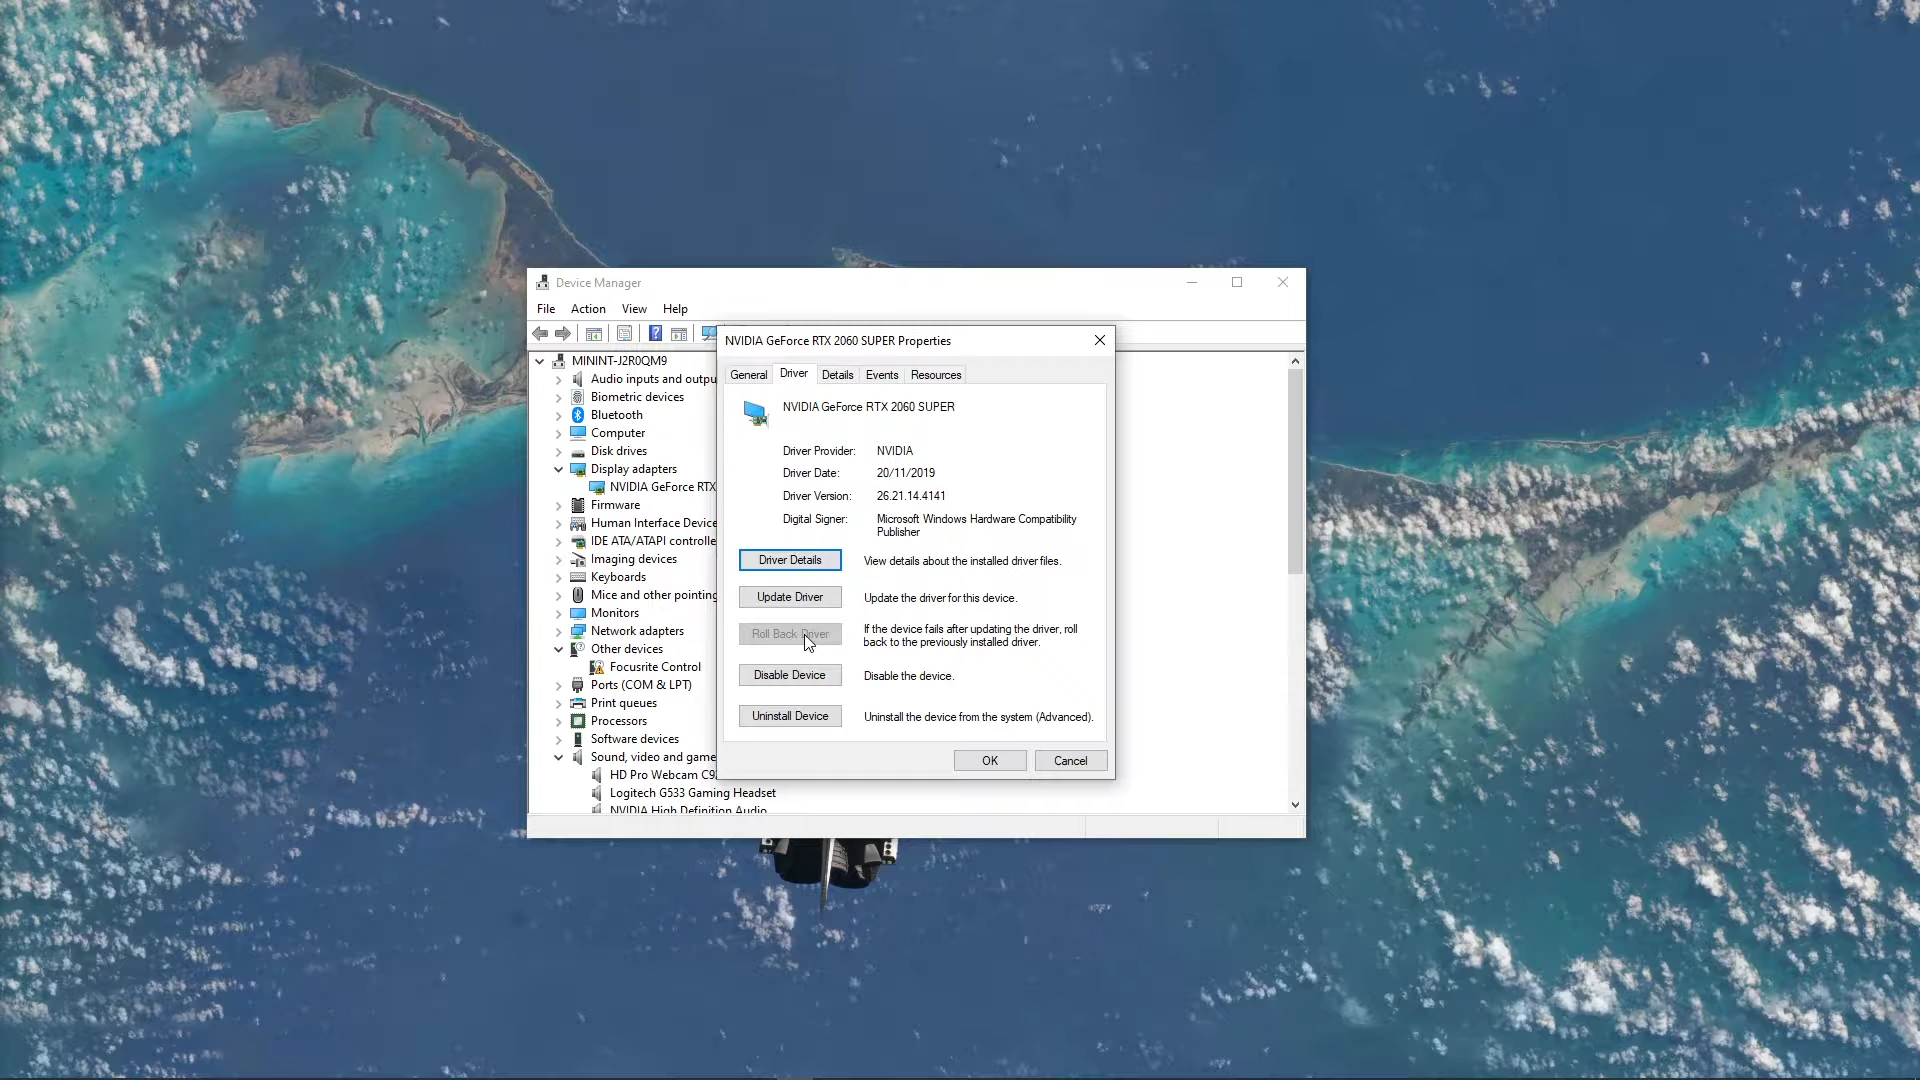 Device Manager
File Action View Help
NVIDIA GeForce RTX 2060 SUPER Properties
General Driver Details Events Resources
NVIDIA GeForce RTX 2060 SUPER
Driver Provider: NVIDIA
Driver Date: 20/11/2019
Driver Version: 26.21.14.4141
Digital Signer: Microsoft Windows Hardware Compatibility
Publisher
Driver Details View details about the installed driver files.
Update Driver Update the driver for this device.
Roll Back Driver If the device fails after updating the driver, roll
back to the previously installed driver.
Disable Device Disable the device.
Uninstall Device Uninstall the device from the system (Advanced).
OK Cancel
MININT-J2R0QM9
Audio inputs and outpu
Biometric devices
Bluetooth
Computer
Disk drives
Display adapters
NVIDIA GeForce RTX
Firmware
Human Interface Device
IDE ATA/ATAPI controlle
Imaging devices
Keyboards
Mice and other pointing
Monitors
Network adapters
Other devices
Focusrite Control
Ports (COM & LPT)
Print queues
Processors
Software devices
Sound, video and game
HD Pro Webcam C9
Logitech G533 Gaming Headset
NVIDIA High Definition Audio